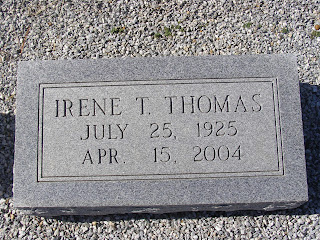 IRENE T. THOMAS
JULY 25, 1925
APR. 15, 2004